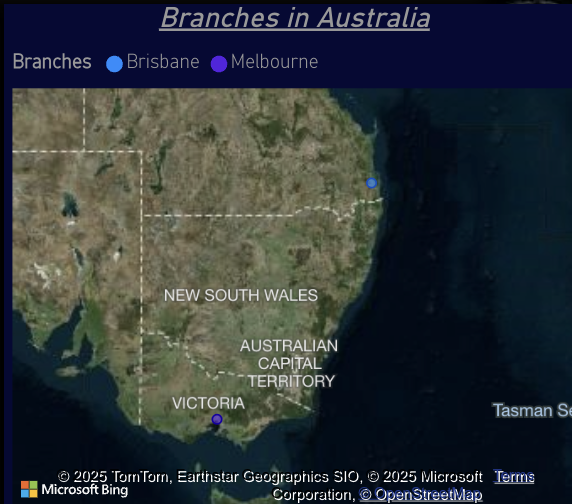 Branches in Australia
Branches Brisbane Melbourne
NEW SOUTH WALES
AUSTRALIAN
CAPITAL
TERRITORY
VICTORIA
Tasman Se
© 2025 TomTom, Earthstar Geographics SIO, © 2025 Microsoft Terms
Microsoft Bing
Corporation, © OpenStreetMap